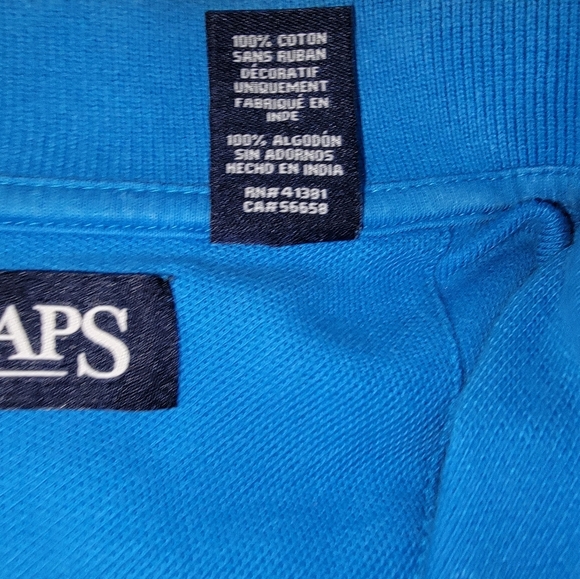 100% COTON
SANS RUBAN
DÉCORATIF
UNIQUEMENT
FABRIQUÉ EN
INDE
100% ALGODÓN
SIN ADORNOS
HECHO EN INDIA
RN#41381
CA#56658
APS